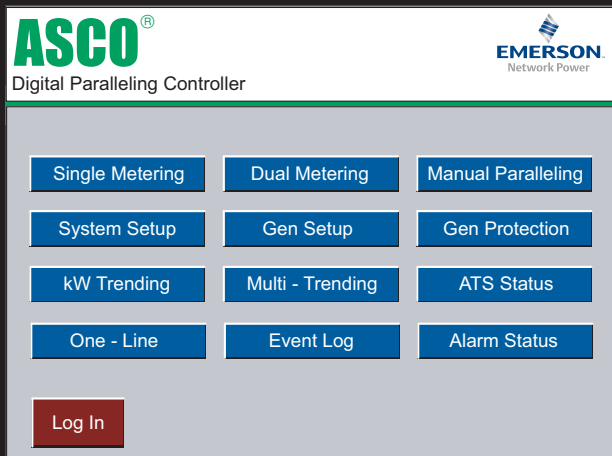 ASCO®
EMERSON
Network Power
Digital Paralleling Controller
Single Metering
Dual Metering
Manual Paralleling
System Setup
Gen Setup
Gen Protection
kW Trending
Multi - Trending
ATS Status
One - Line
Event Log
Alarm Status
Log In